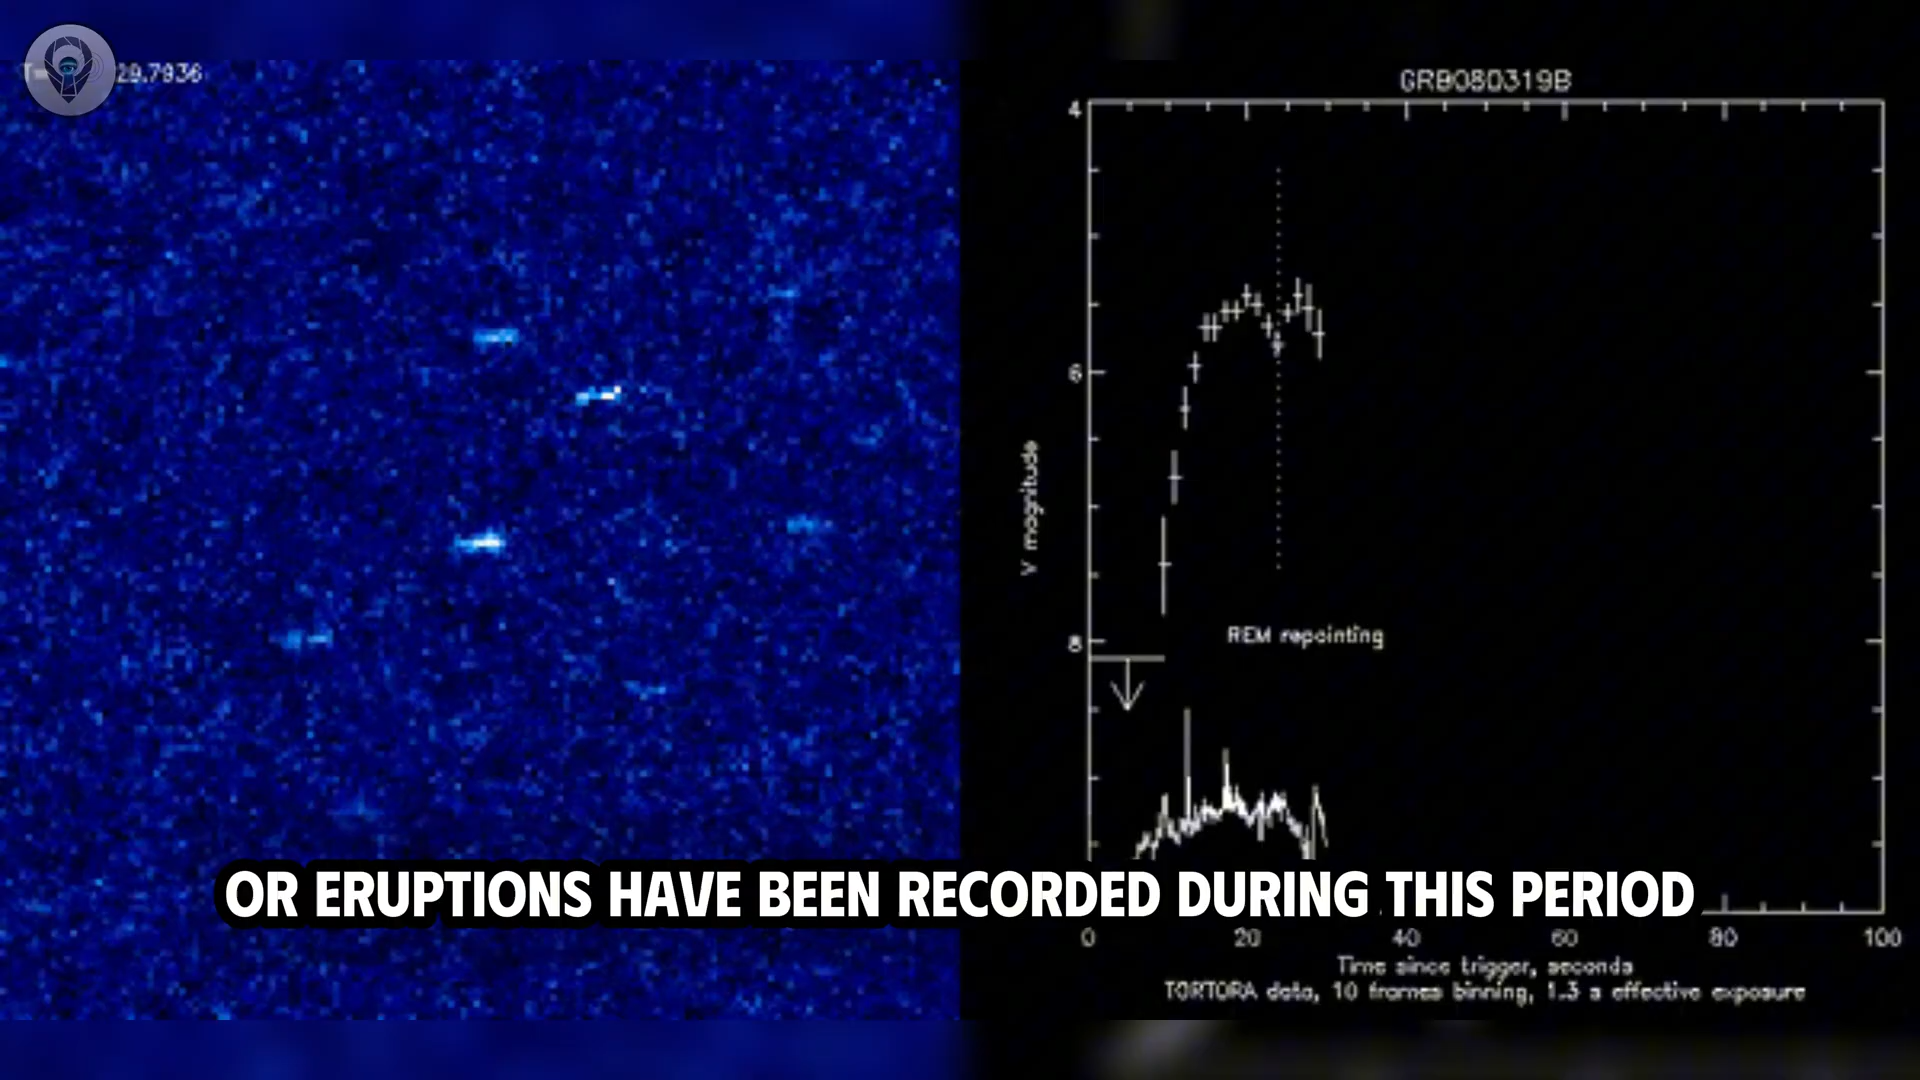 29.7936
GRB080319B
4
6
8
V magnitude
REM repointing
OR ERUPTIONS HAVE BEEN RECORDED DURING THIS PERIOD
0 20 40 60 80 100
Time since trigger, seconds
TORTORA data, 10 frames binning, 1.3 s effective exposure